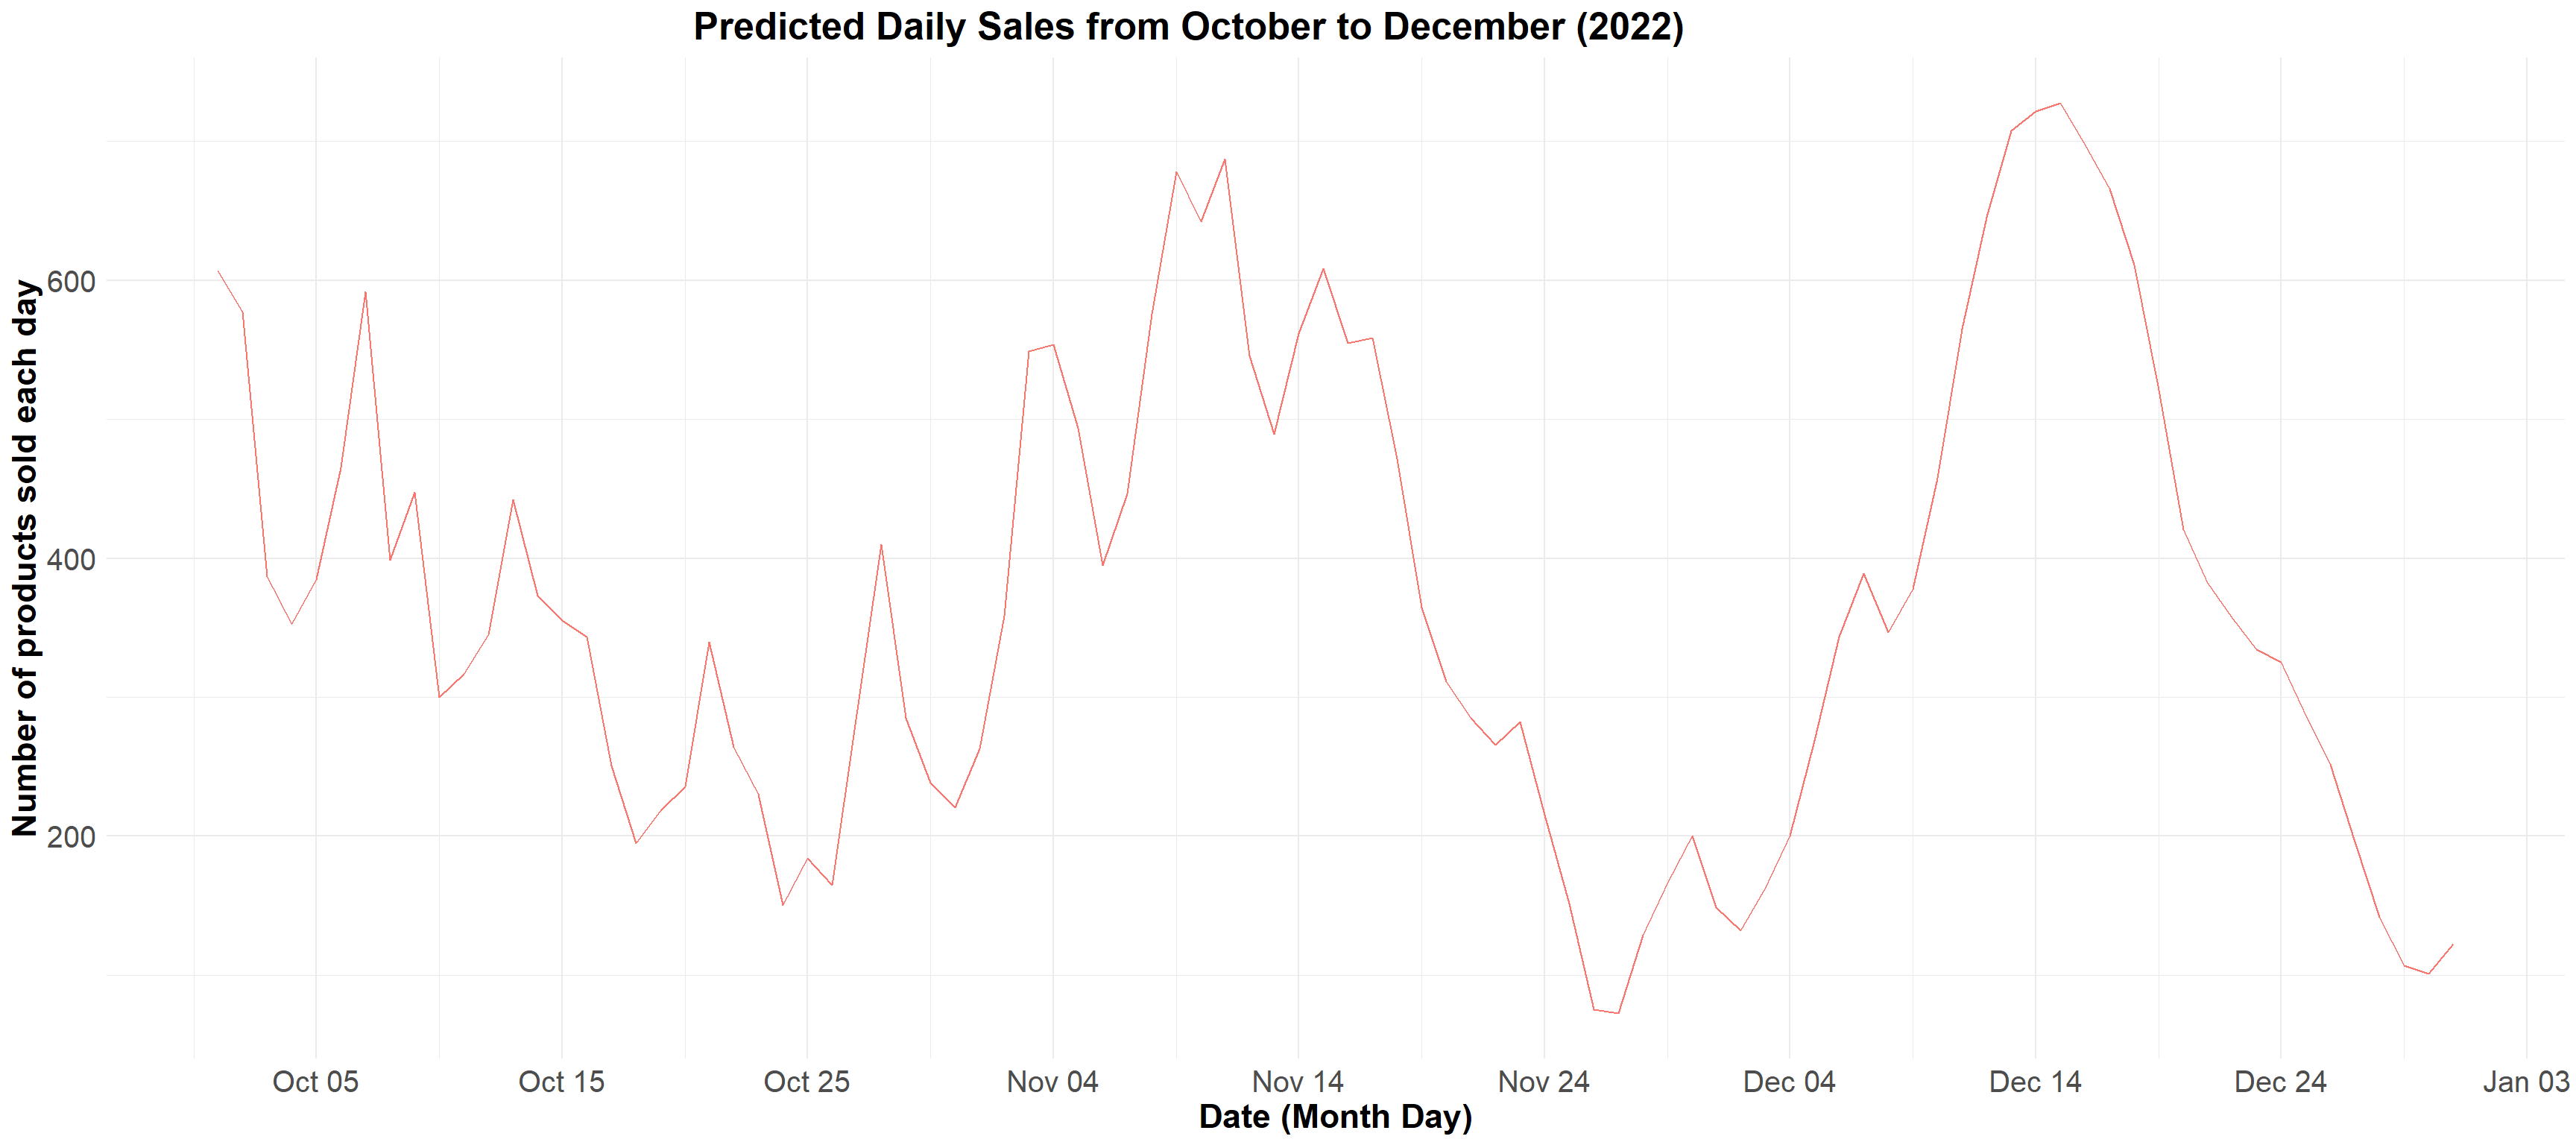 Predicted Daily Sales from October to December (2022)
Number of products sold each day
600
400
200
Oct 05 Oct 15 Oct 25 Nov 04 Nov 14 Nov 24 Dec 04 Dec 14 Dec 24 Jan 03
Date (Month Day)